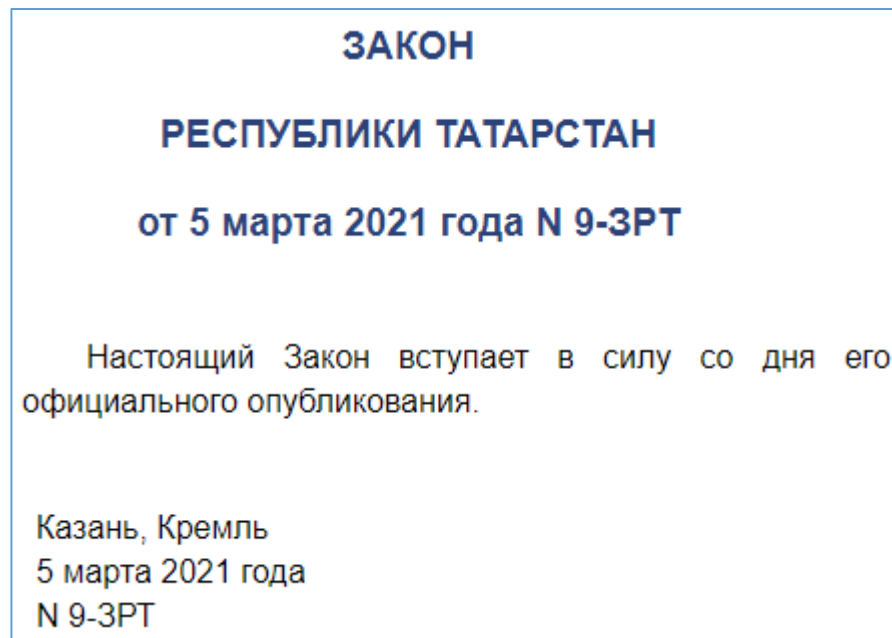 ЗАКОН
РЕСПУБЛИКИ ТАТАРСТАН
от 5 марта 2021 года N 9-ЗРТ
Настоящий Закон вступает в силу со дня его
официального опубликования.
Казань, Кремль
5 марта 2021 года
N 9-ЗРТ